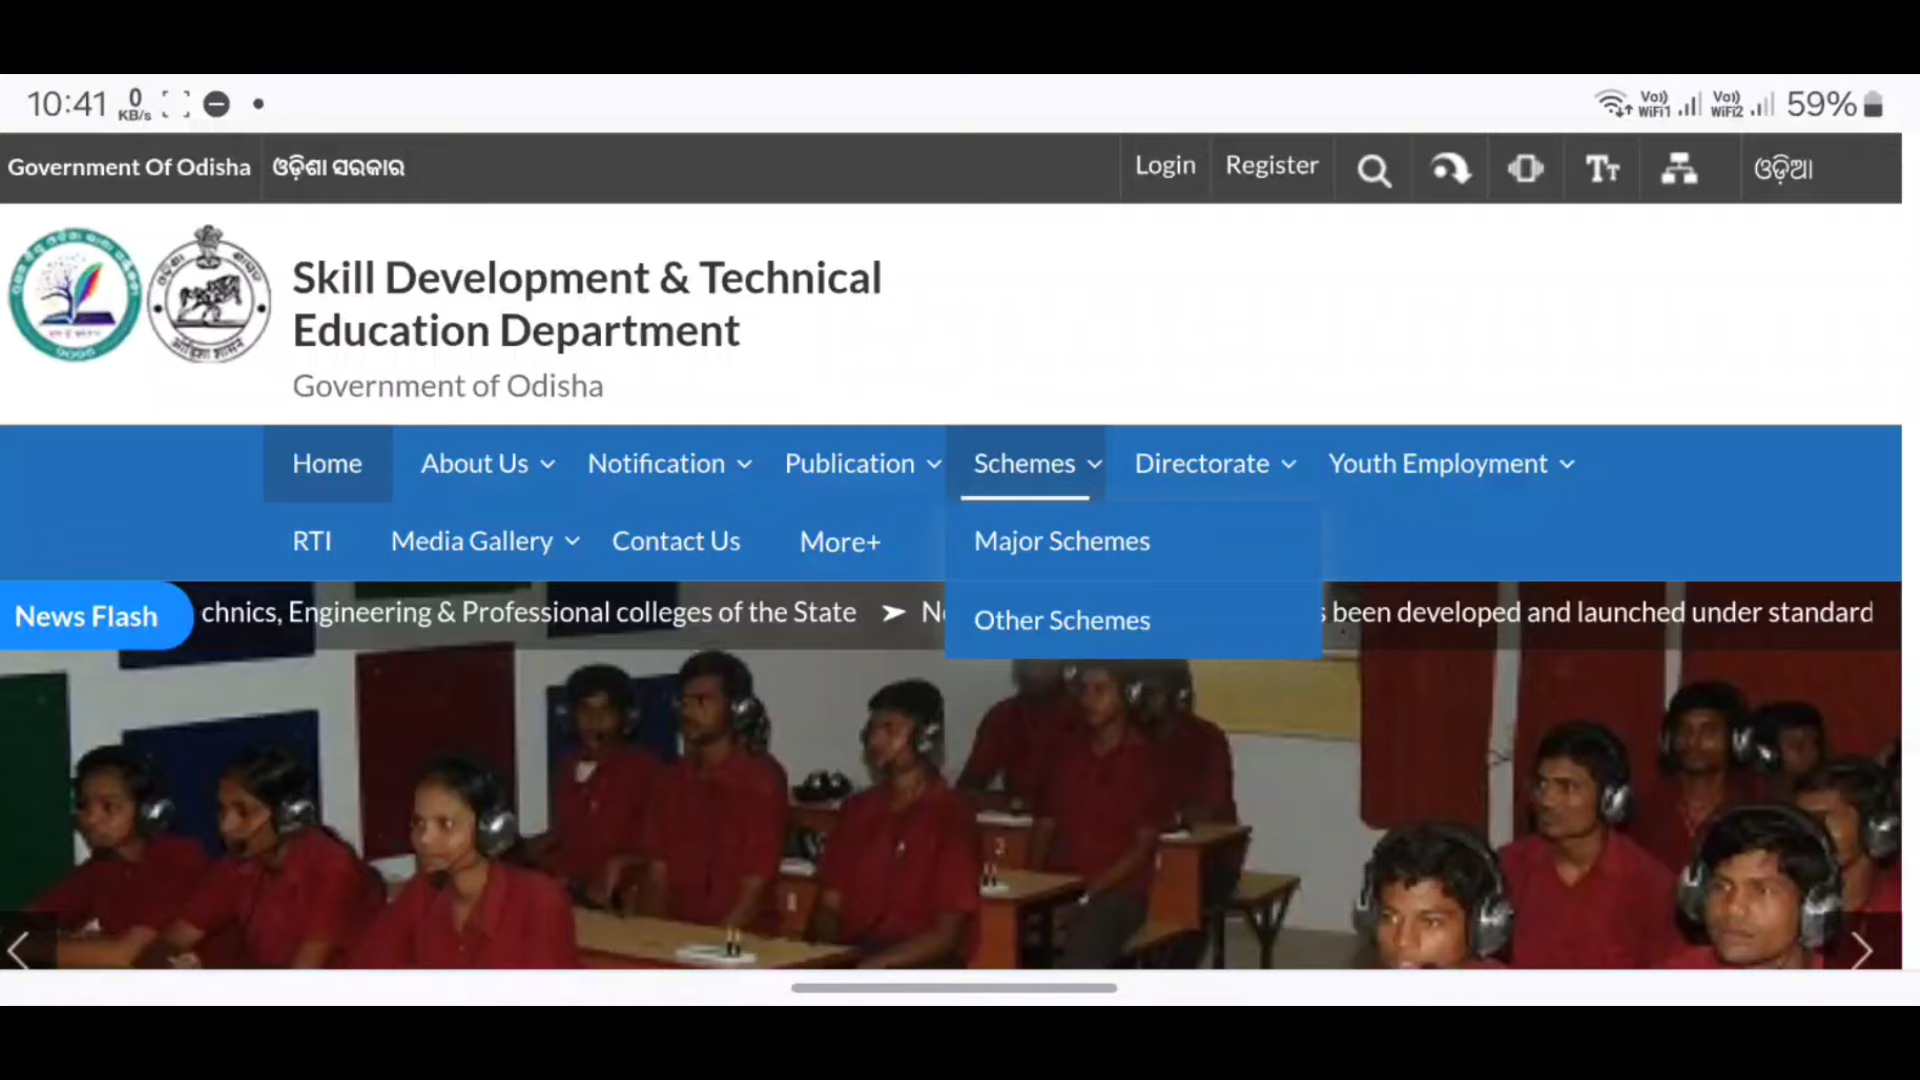 10:41 0 KB/s
Vo)) WiFi1 Vo)) WiFi2 59%
Government Of Odisha ଓଡ଼ିଶା ସରକାର Login Register TT ଓଡ଼ିଆ
Skill Development & Technical
Education Department
Government of Odisha
Home About Us Notification Publication Schemes Directorate Youth Employment
RTI Media Gallery Contact Us More+ Major Schemes
News Flash chnics, Engineering & Professional colleges of the State ➤ N s been developed and launched under standard
Other Schemes